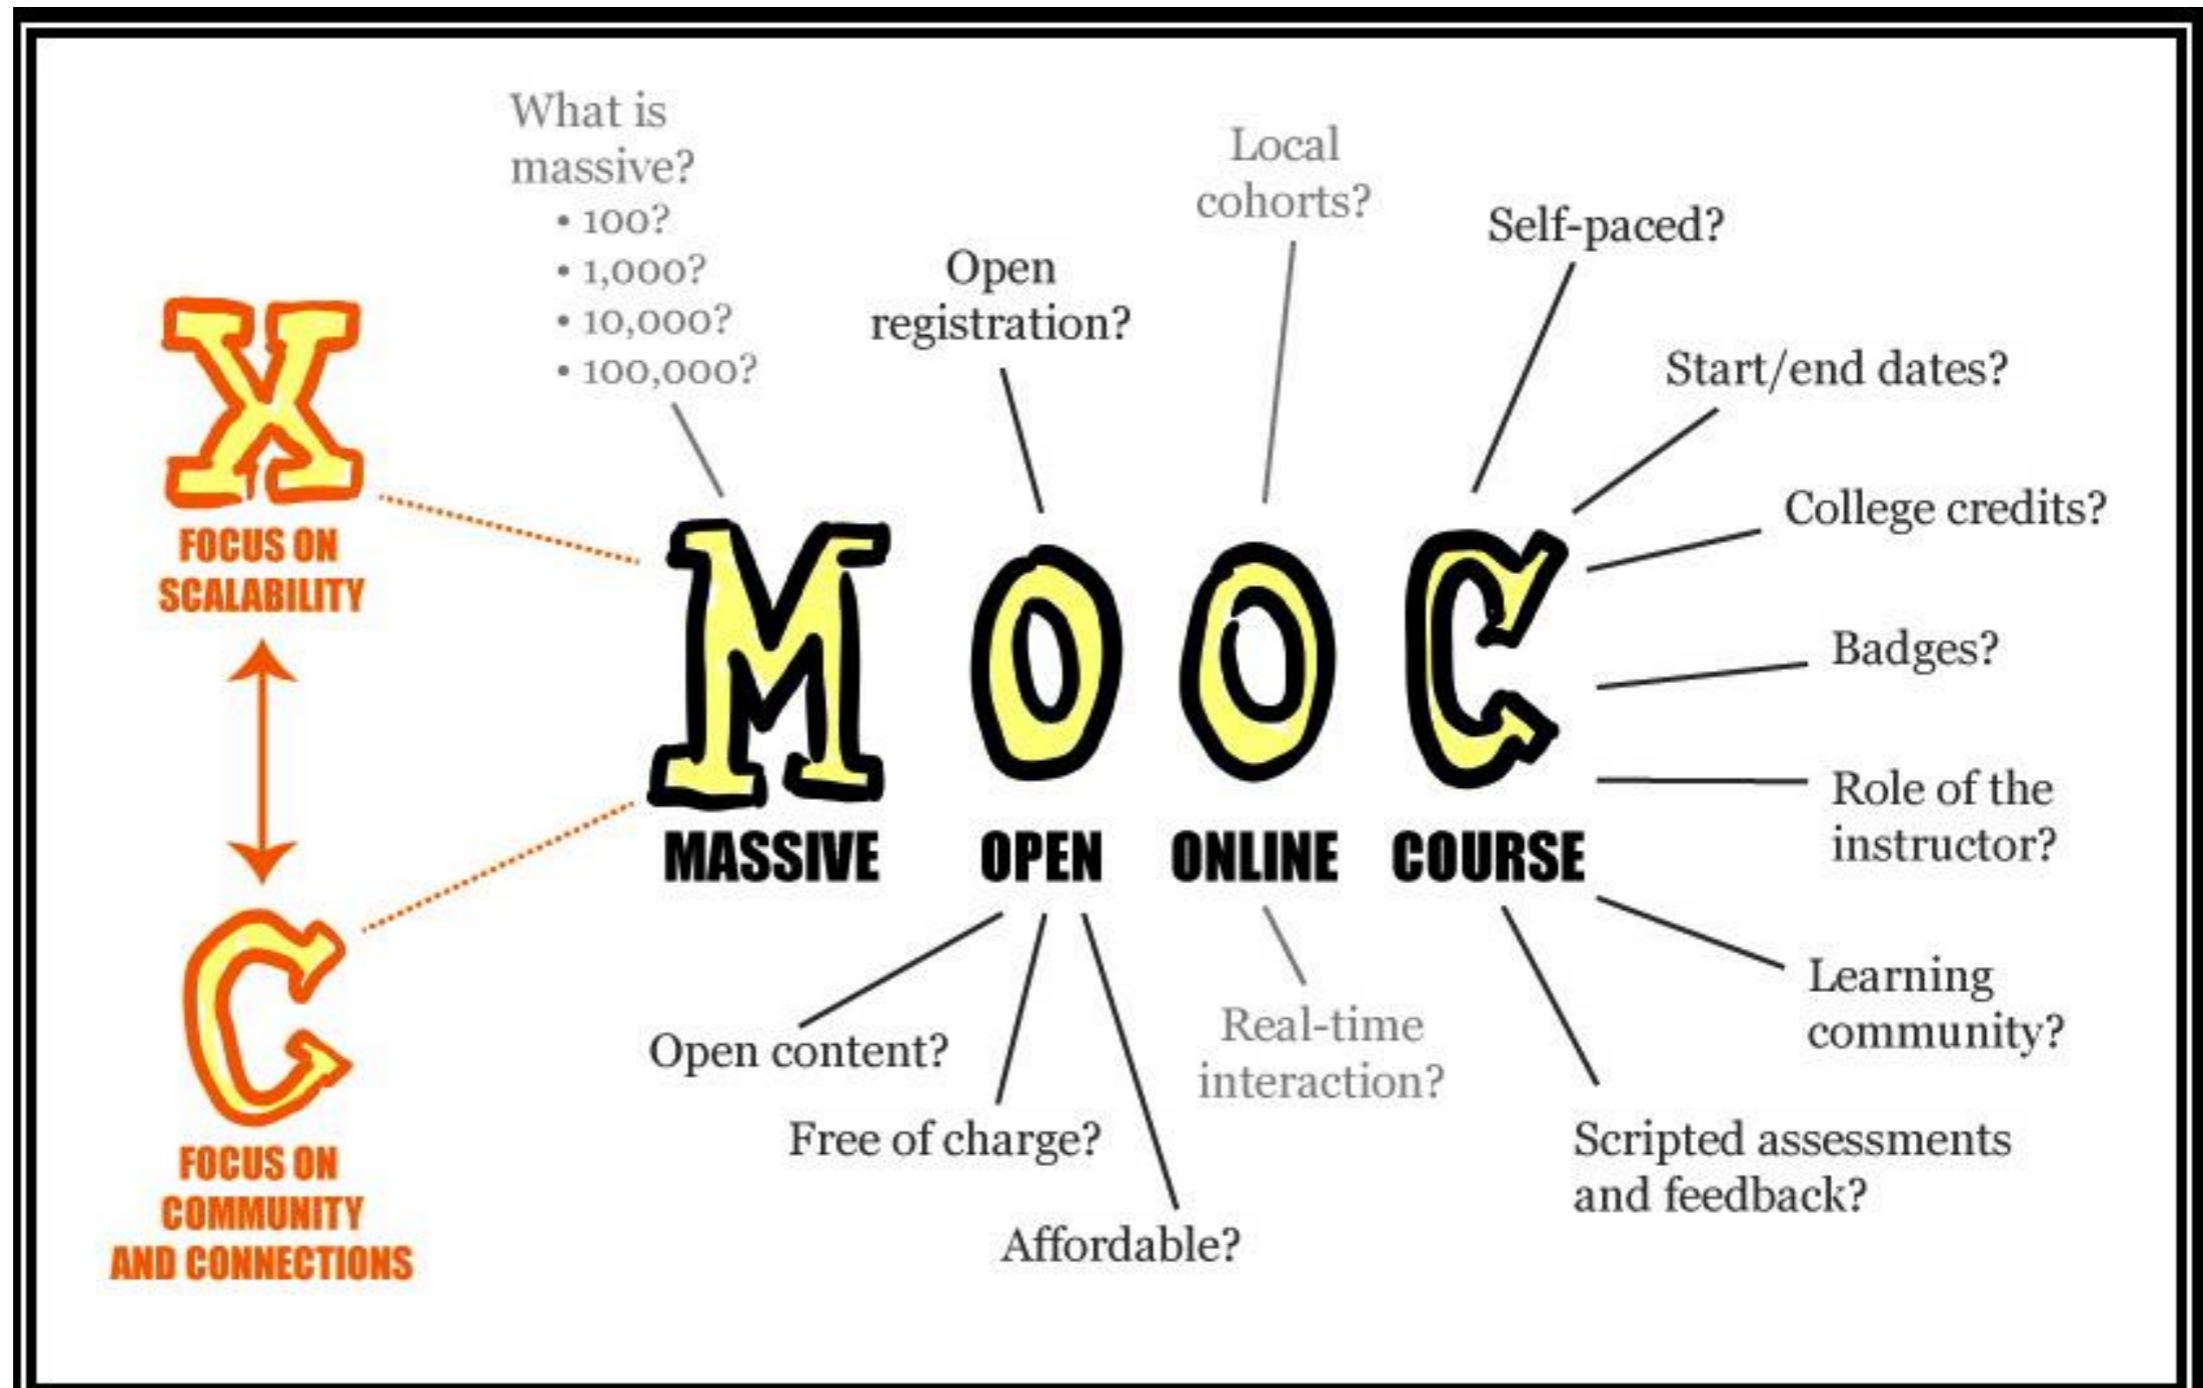 What is
massive?
• 100?
• 1,000?
• 10,000?
• 100,000?
Open
registration?
Local
cohorts?
Self-paced?
Start/end dates?
College credits?
Badges?
Role of the
instructor?
Learning
community?
Scripted assessments
and feedback?
X
FOCUS ON
SCALABILITY
C
FOCUS ON
COMMUNITY
AND CONNECTIONS
MOOC
MASSIVE OPEN ONLINE COURSE
Open content?
Free of charge?
Affordable?
Real-time
interaction?